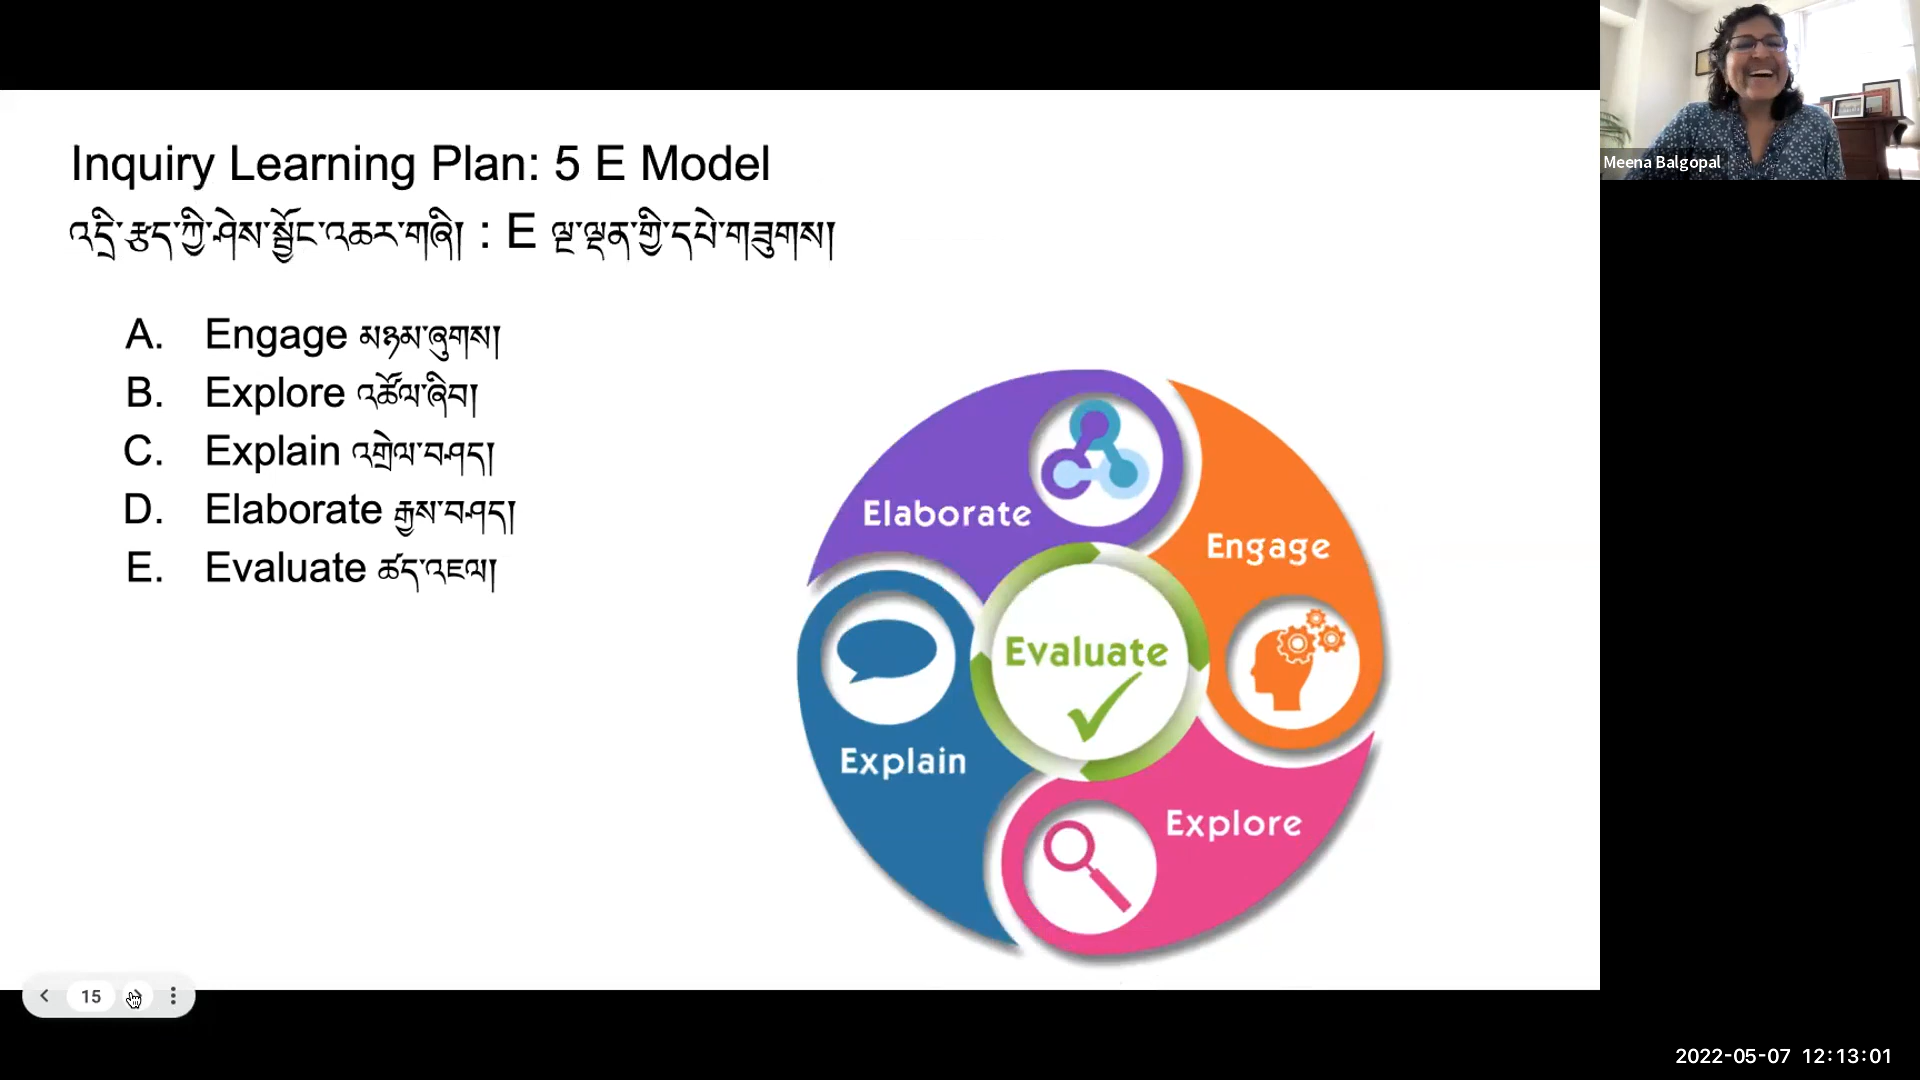 Inquiry Learning Plan: 5 E Model
འདྲི་རྩད་ཀྱི་ཤེས་སྦྱོང་འཆར་གཞི། : E ལྔ་ལྡན་གྱི་དཔེ་གཟུགས།
A. Engage མཉམ་ཞུགས།
B. Explore འཚོལ་ཞིབ།
C. Explain འགྲེལ་བཤད།
D. Elaborate རྒྱས་བཤད།
E. Evaluate ཚད་འཇལ།
Elaborate
Engage
Evaluate
Explain
Explore
Meena Balgopal
15
2022-05-07 12:13:01